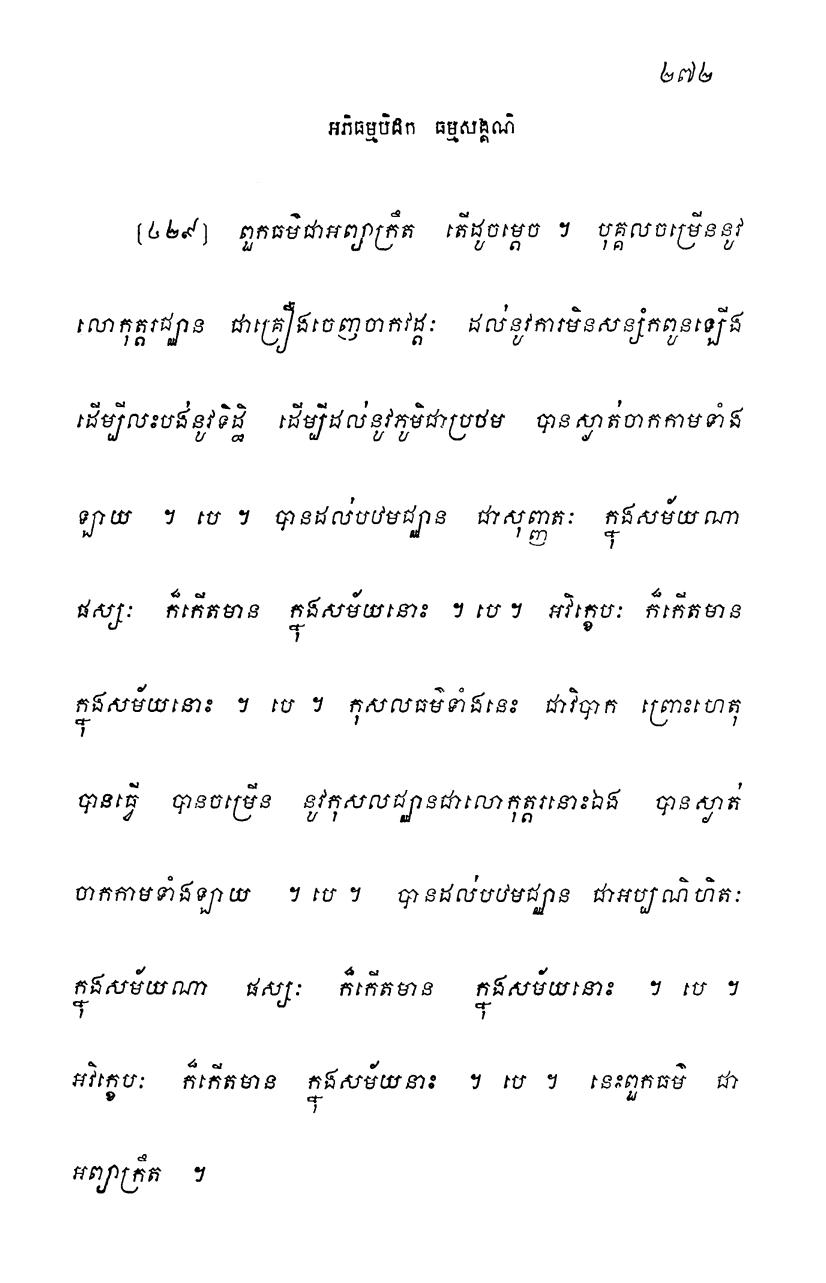 ២៧២
អភិធម្មបិដក ធម្មសង្គណិ
[៤២៩] ពួកធម៌ជាអព្យាក្រឹត តើដូចម្តេច ។ បុគ្គលចម្រើននូវ
លោកុត្តរជ្ឈាន ជាគ្រឿងចេញចាកវដ្តៈ ដល់នូវការមិនសន្សំកពូនឡើង
ដើម្បីលះបង់នូវទិដ្ឋិ ដើម្បីដល់នូវភូមិជាប្រថម បានស្ងាត់ចាកកាមទាំង
ឡាយ ។ បេ ។ បានដល់បឋមជ្ឈាន ជាសុញ្ញតៈ ក្នុងសម័យណា
ផស្សៈ ក៏កើតមាន ក្នុងសម័យនោះ ។ បេ ។ អវិក្ខេបៈ ក៏កើតមាន
ក្នុងសម័យនោះ ។ បេ ។ កុសលធម៌ទាំងនេះ ជាវិបាក ព្រោះហេតុ
បានធ្វើ បានចម្រើន នូវកុសលជ្ឈានជាលោកុត្តរនោះឯង បានស្ងាត់
ចាកកាមទាំងឡាយ ។ បេ ។ បានដល់បឋមជ្ឈាន ជាអប្បណិហិតៈ
ក្នុងសម័យណា ផស្សៈ ក៏កើតមាន ក្នុងសម័យនោះ ។ បេ ។
អវិក្ខេបៈ ក៏កើតមាន ក្នុងសម័យនោះ ។ បេ ។ នេះពួកធម៌ ជា
អព្យាក្រឹត ។